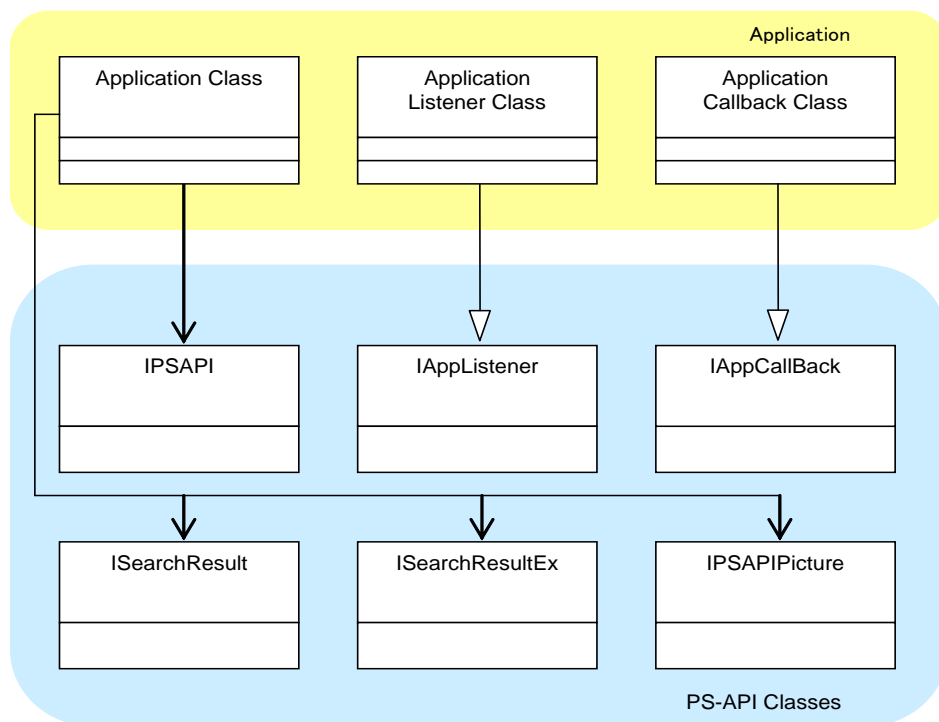 Application
Application Class
Application
Listener Class
Application
Callback Class
IPSAPI
IAppListener
IAppCallBack
ISearchResult
ISearchResultEx
IPSAPIPicture
PS-API Classes